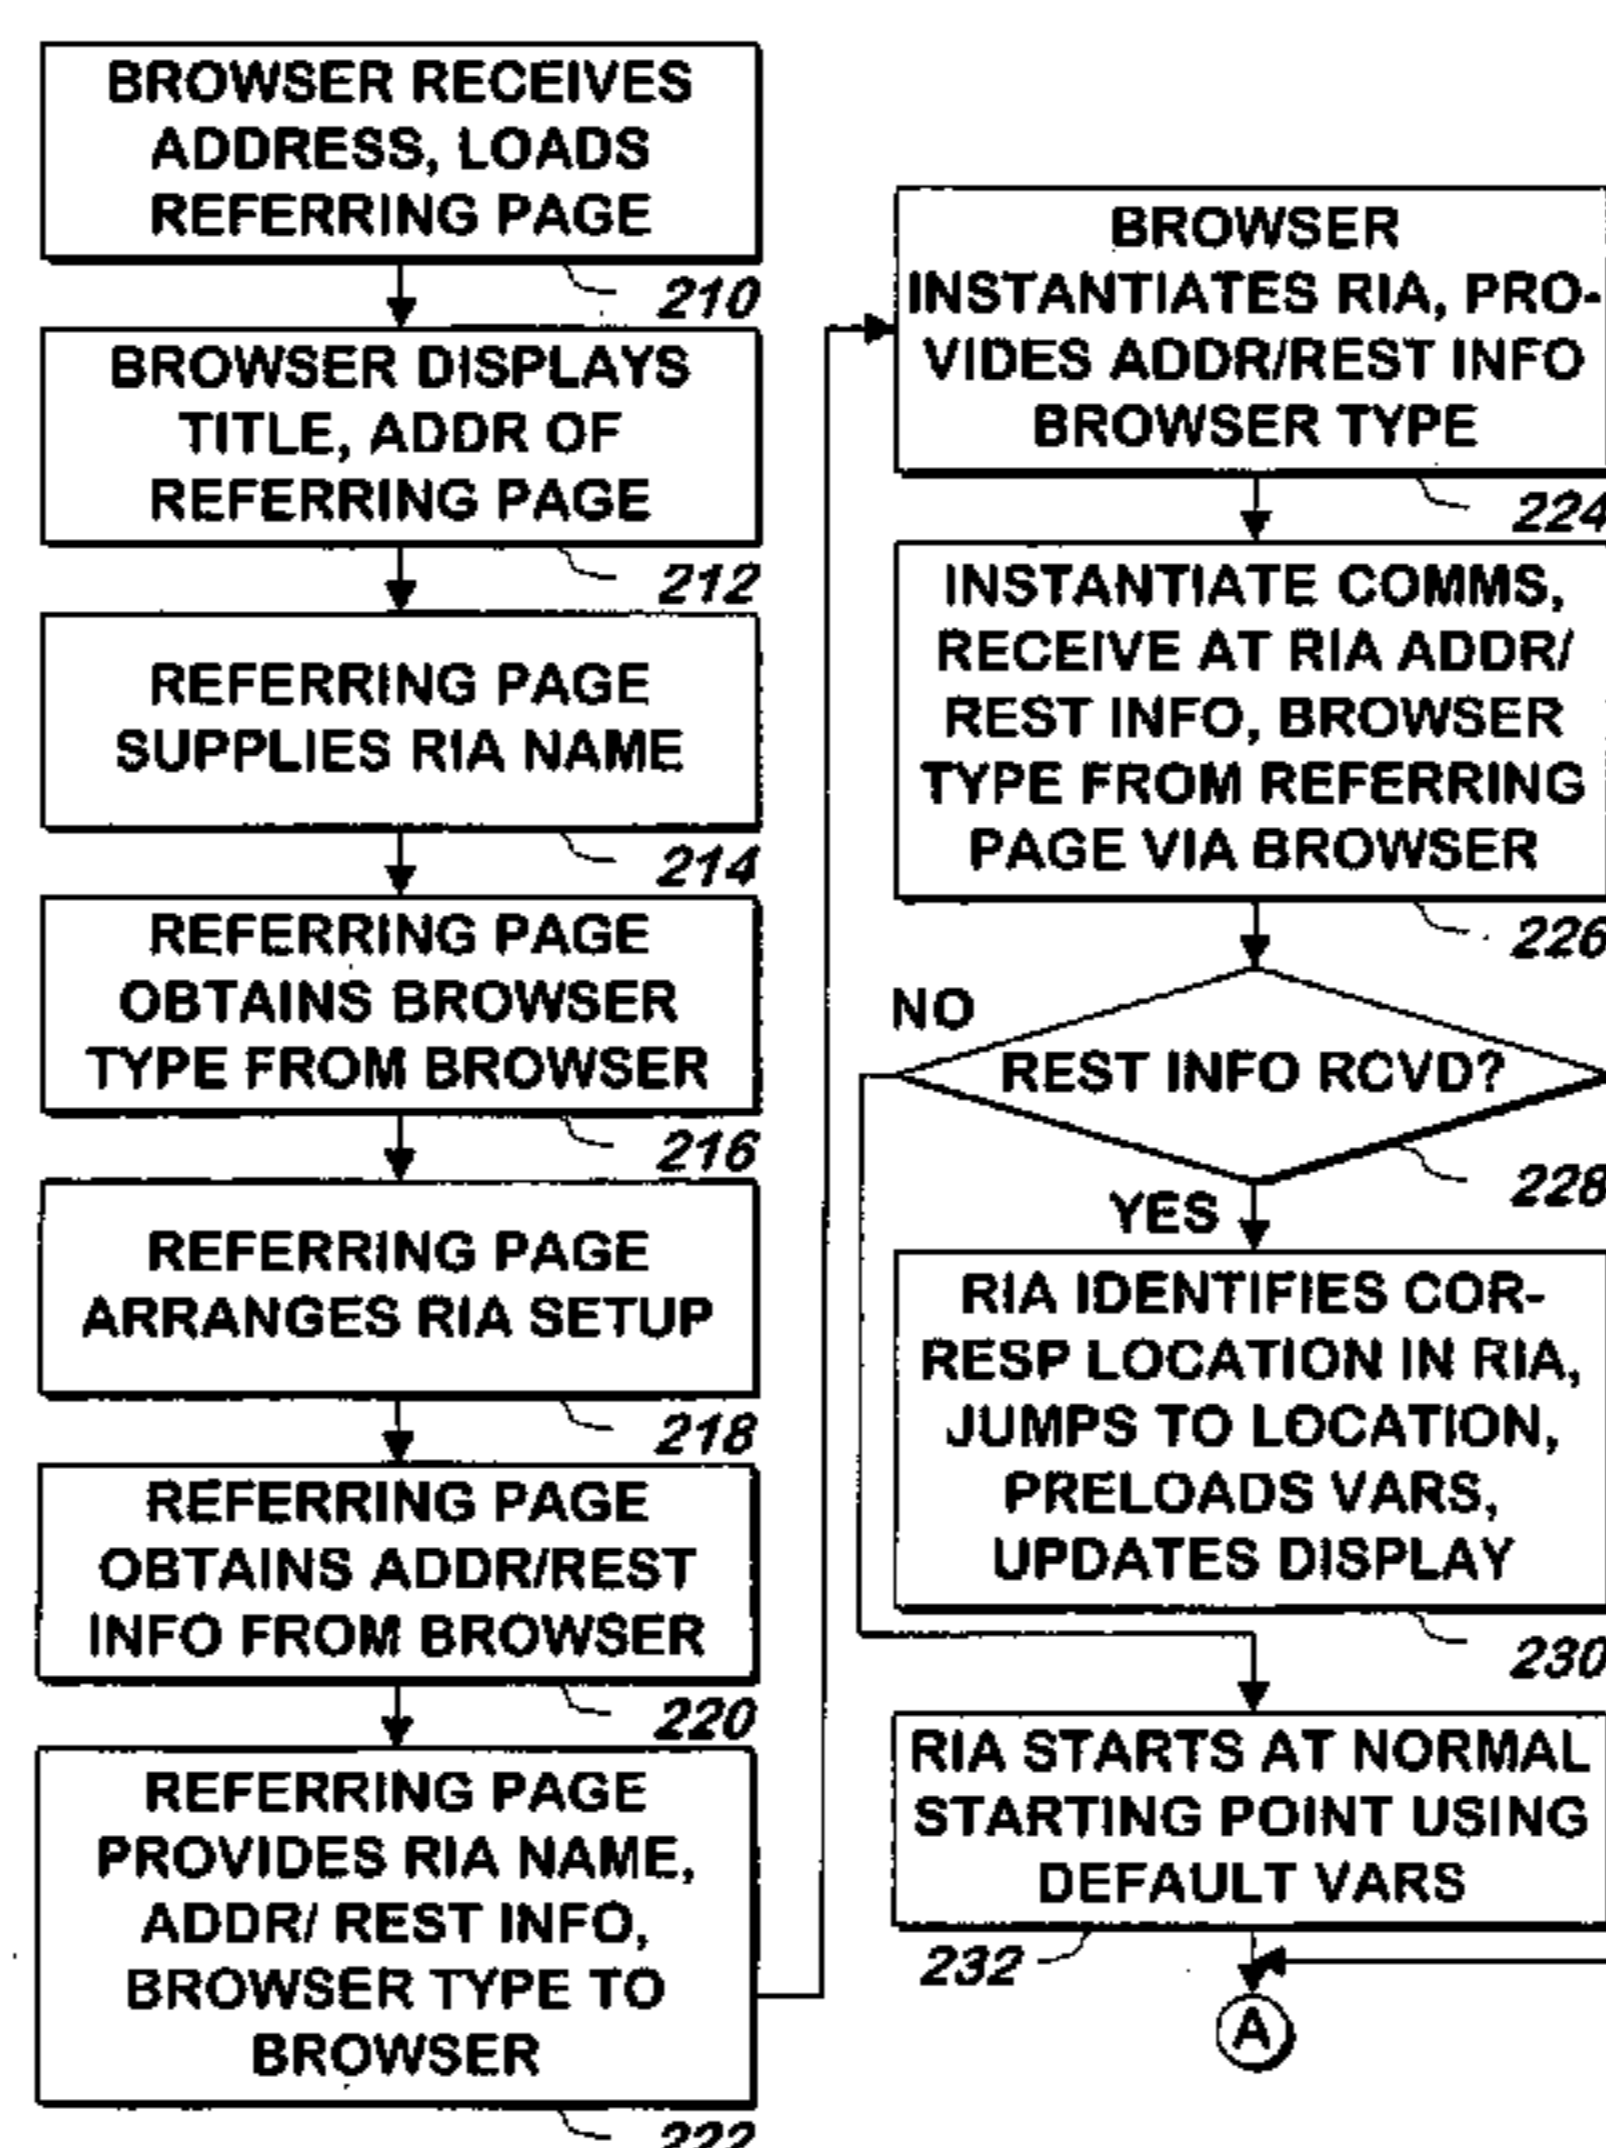 BROWSER RECEIVES
ADDRESS, LOADS
REFERRING PAGE
210
BROWSER DISPLAYS
TITLE, ADDR OF
REFERRING PAGE
212
REFERRING PAGE
SUPPLIES RIA NAME
214
REFERRING PAGE
OBTAINS BROWSER
TYPE FROM BROWSER
216
REFERRING PAGE
ARRANGES RIA SETUP
218
REFERRING PAGE
OBTAINS ADDR/REST
INFO FROM BROWSER
220
REFERRING PAGE
PROVIDES RIA NAME,
ADDR/ REST INFO,
BROWSER TYPE TO
BROWSER
222
BROWSER
INSTANTIATES RIA, PRO-
VIDES ADDR/REST INFO
BROWSER TYPE
224
INSTANTIATE COMMS,
RECEIVE AT RIA ADDR/
REST INFO, BROWSER
TYPE FROM REFERRING
PAGE VIA BROWSER
226
NO
REST INFO RCVD?
228
YES
RIA IDENTIFIES COR-
RESP LOCATION IN RIA,
JUMPS TO LOCATION,
PRELOADS VARS,
UPDATES DISPLAY
230
RIA STARTS AT NORMAL
STARTING POINT USING
DEFAULT VARS
232
A